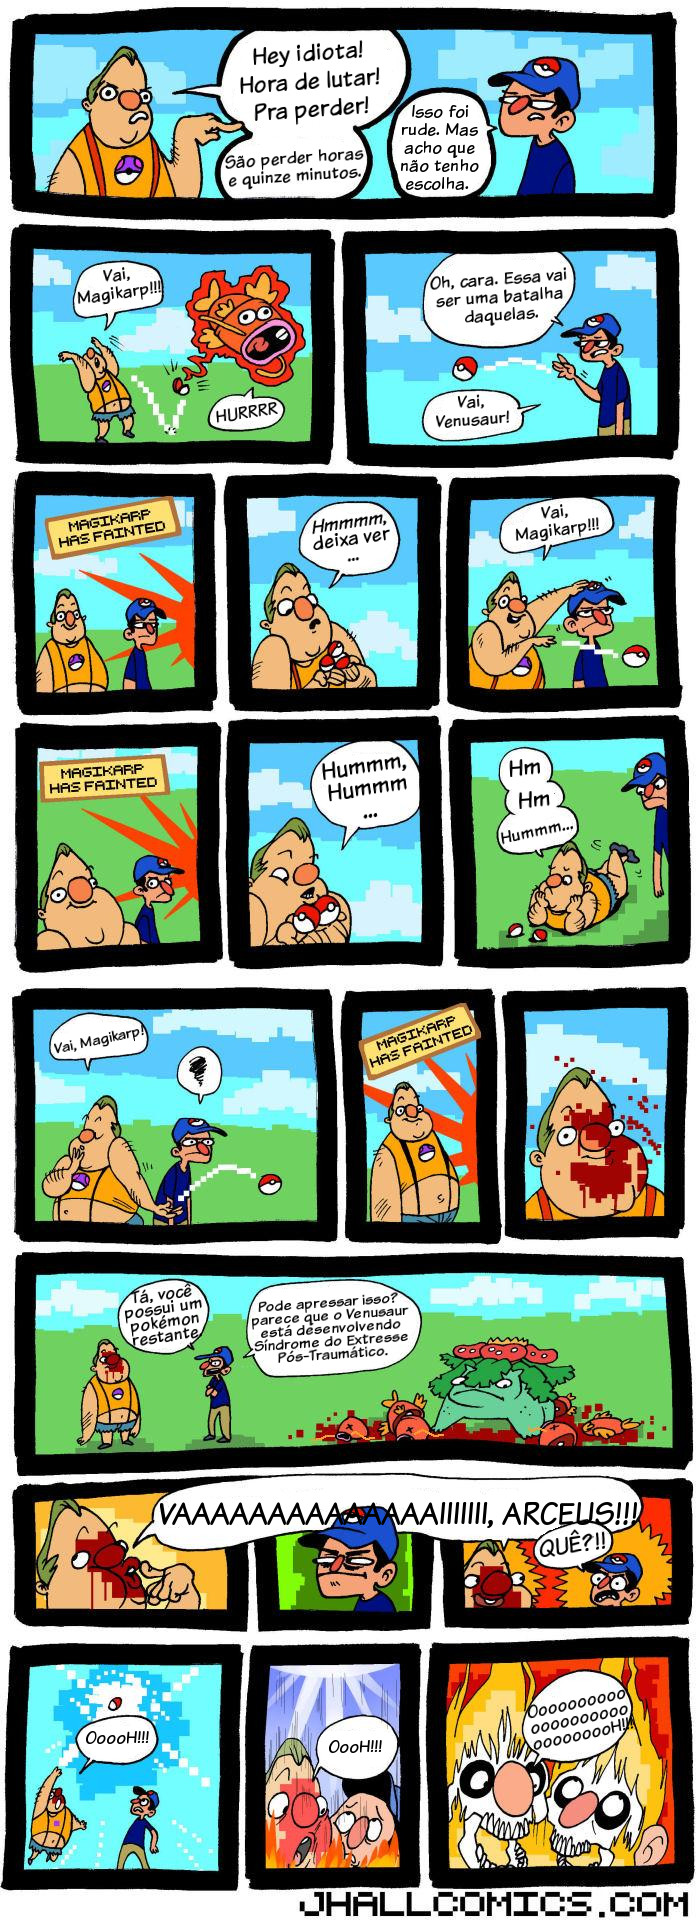 Hey idiota!
Hora de lutar!
Pra perder!
São perder horas
e quinze minutos.
Isso foi
rude. Mas
acho que
não tenho
escolha.
Vai,
Magikarp!!!
HURRRR
Oh, cara. Essa vai
ser uma batalha
daquelas.
Vai,
Venusaur!
MAGIKARP
HAS FAINTED
Hmmmm,
deixa ver
...
Vai,
Magikarp!!!
MAGIKARP
HAS FAINTED
Hummm,
Hummm
...
Hm
Hm
Hummm...
Vai, Magikarp!
MAGIKARP
HAS FAINTED
Tá, você
possui um
pokémon
restante.
Pode apressar isso?
parece que o Venusaur
está desenvolvendo
Síndrome do Extresse
Pós-Traumático.
VAAAAAAAAAAAAAAAIIIIIII, ARCEUS!!!
QUÊ?!!
OoooH!!!
OooH!!!
Oooooooooo
oooooooooo
ooooooooH!!!
JHALLCOMICS.COM